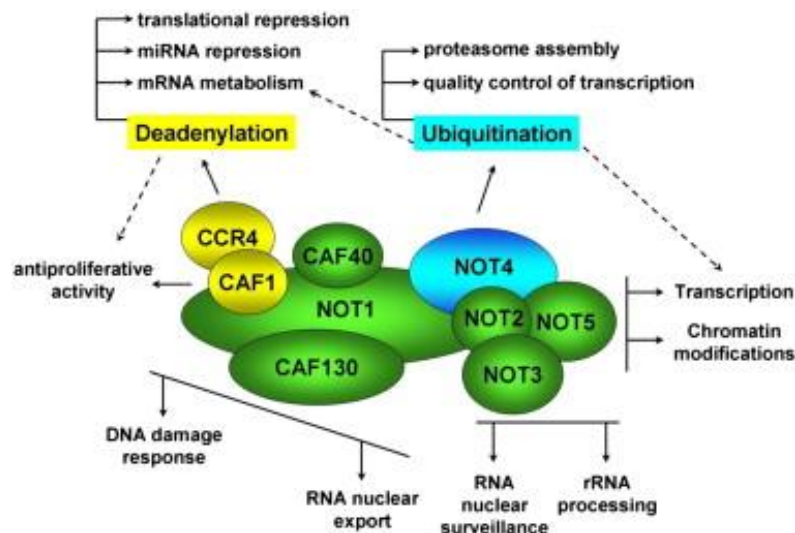 translational repression
miRNA repression
mRNA metabolism
proteasome assembly
quality control of transcription
Deadenylation
Ubiquitination
CCR4
CAF1
CAF40
NOT4
NOT1
NOT2
NOT5
NOT3
CAF130
antiproliferative
activity
Transcription
Chromatin
modifications
DNA damage
response
RNA nuclear
export
RNA
nuclear
surveillance
rRNA
processing